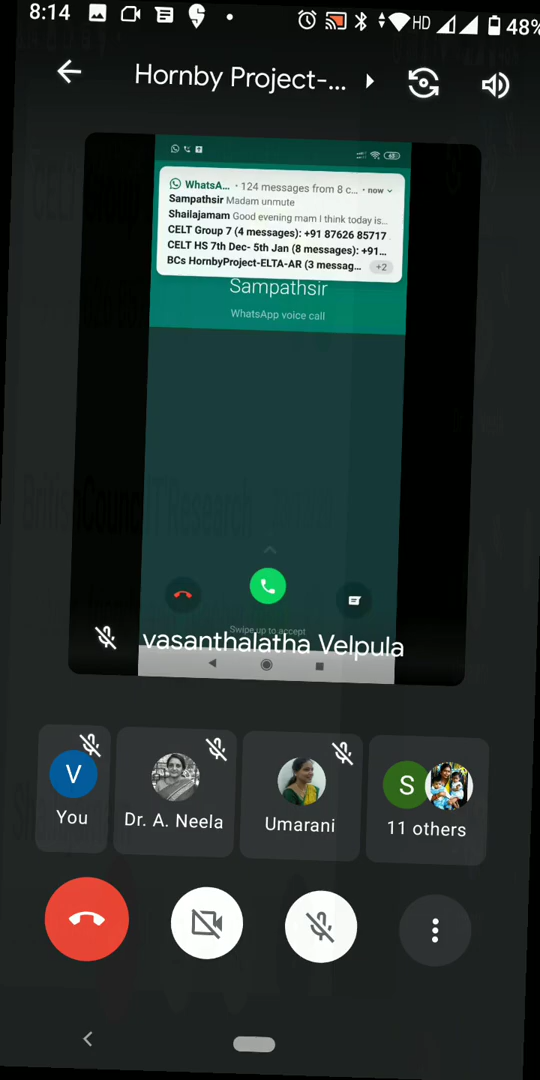 8:14
HD
48%
Hornby Project-...
WhatsA... · 124 messages from 8 c... · now
Sampathsir Madam unmute
Shailajamam Good evening mam I think today is...
CELT Group 7 (4 messages): +91 87626 85717
CELT HS 7th Dec- 5th Jan (8 messages): +91...
BCs HornbyProject-ELTA-AR (3 messag...
+2
Sampathsir
WhatsApp voice call
Swipe up to accept
vasanthalatha Velpula
V
You
Dr. A. Neela
Umarani
S
11 others